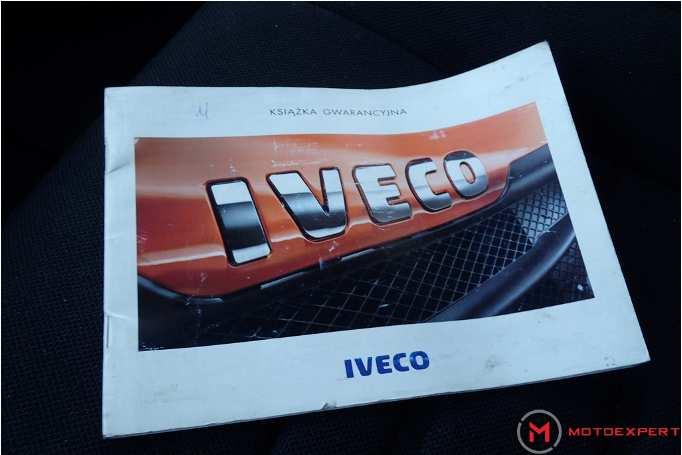 KSIĄŻKA GWARANCYJNA
IVECO
IVECO
MOTOEXPERT